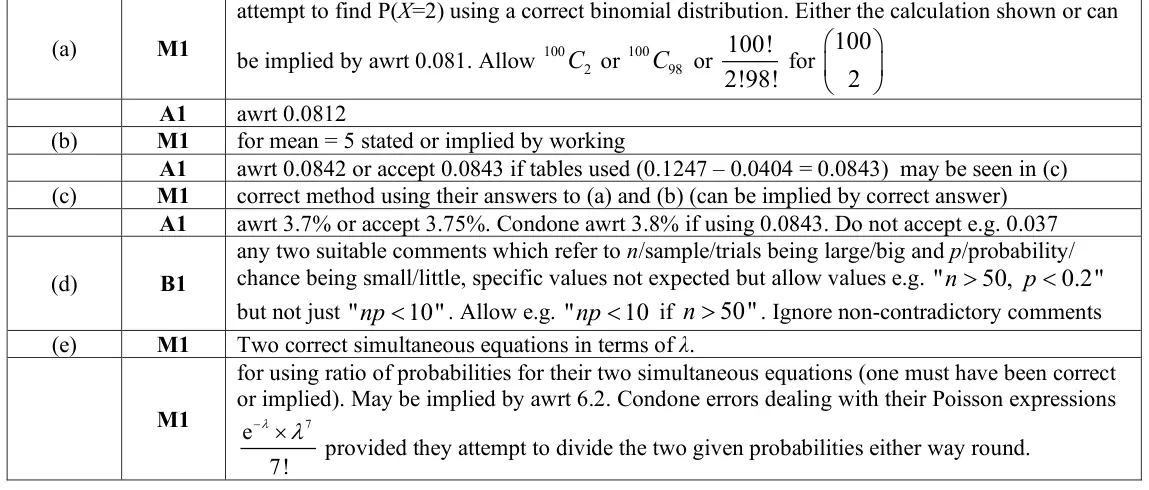 attempt to find P(X=2) using a correct binomial distribution. Either the calculation shown or can
(a) M1 be implied by awrt 0.081. Allow ¹⁰⁰C₂ or ¹⁰⁰C₉₈ or 100!/2!98! for (100 2)
A1 awrt 0.0812
(b) M1 for mean = 5 stated or implied by working
A1 awrt 0.0842 or accept 0.0843 if tables used (0.1247 – 0.0404 = 0.0843) may be seen in (c)
(c) M1 correct method using their answers to (a) and (b) (can be implied by correct answer)
A1 awrt 3.7% or accept 3.75%. Condone awrt 3.8% if using 0.0843. Do not accept e.g. 0.037
any two suitable comments which refer to n/sample/trials being large/big and p/probability/
(d) B1 chance being small/little, specific values not expected but allow values e.g. "n > 50, p < 0.2"
but not just "np < 10". Allow e.g. "np < 10 if n > 50". Ignore non-contradictory comments
(e) M1 Two correct simultaneous equations in terms of λ.
for using ratio of probabilities for their two simultaneous equations (one must have been correct
M1 or implied). May be implied by awrt 6.2. Condone errors dealing with their Poisson expressions
e^−λ × λ⁷/7! provided they attempt to divide the two given probabilities either way round.